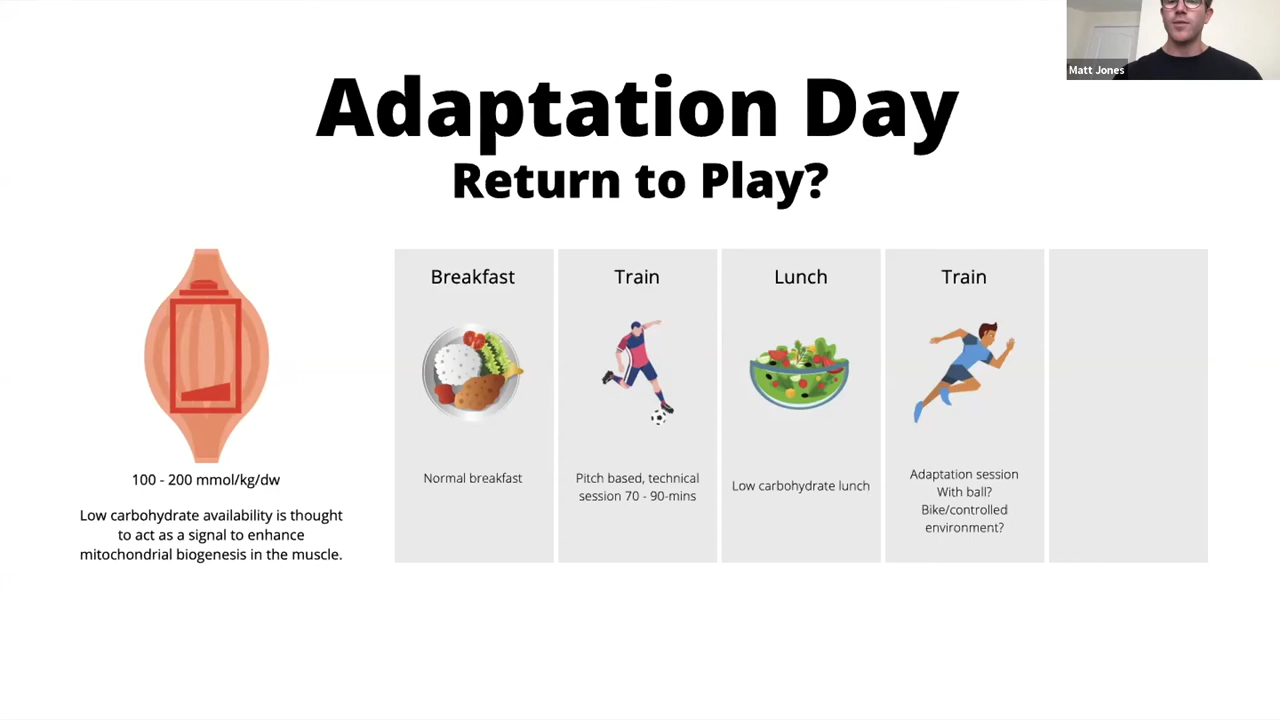 Matt Jones
Adaptation Day
Return to Play?
100 - 200 mmol/kg/dw
Low carbohydrate availability is thought
to act as a signal to enhance
mitochondrial biogenesis in the muscle.
Breakfast
Normal breakfast
Train
Pitch based, technical
session 70 - 90-mins
Lunch
Low carbohydrate lunch
Train
Adaptation session
With ball?
Bike/controlled
environment?